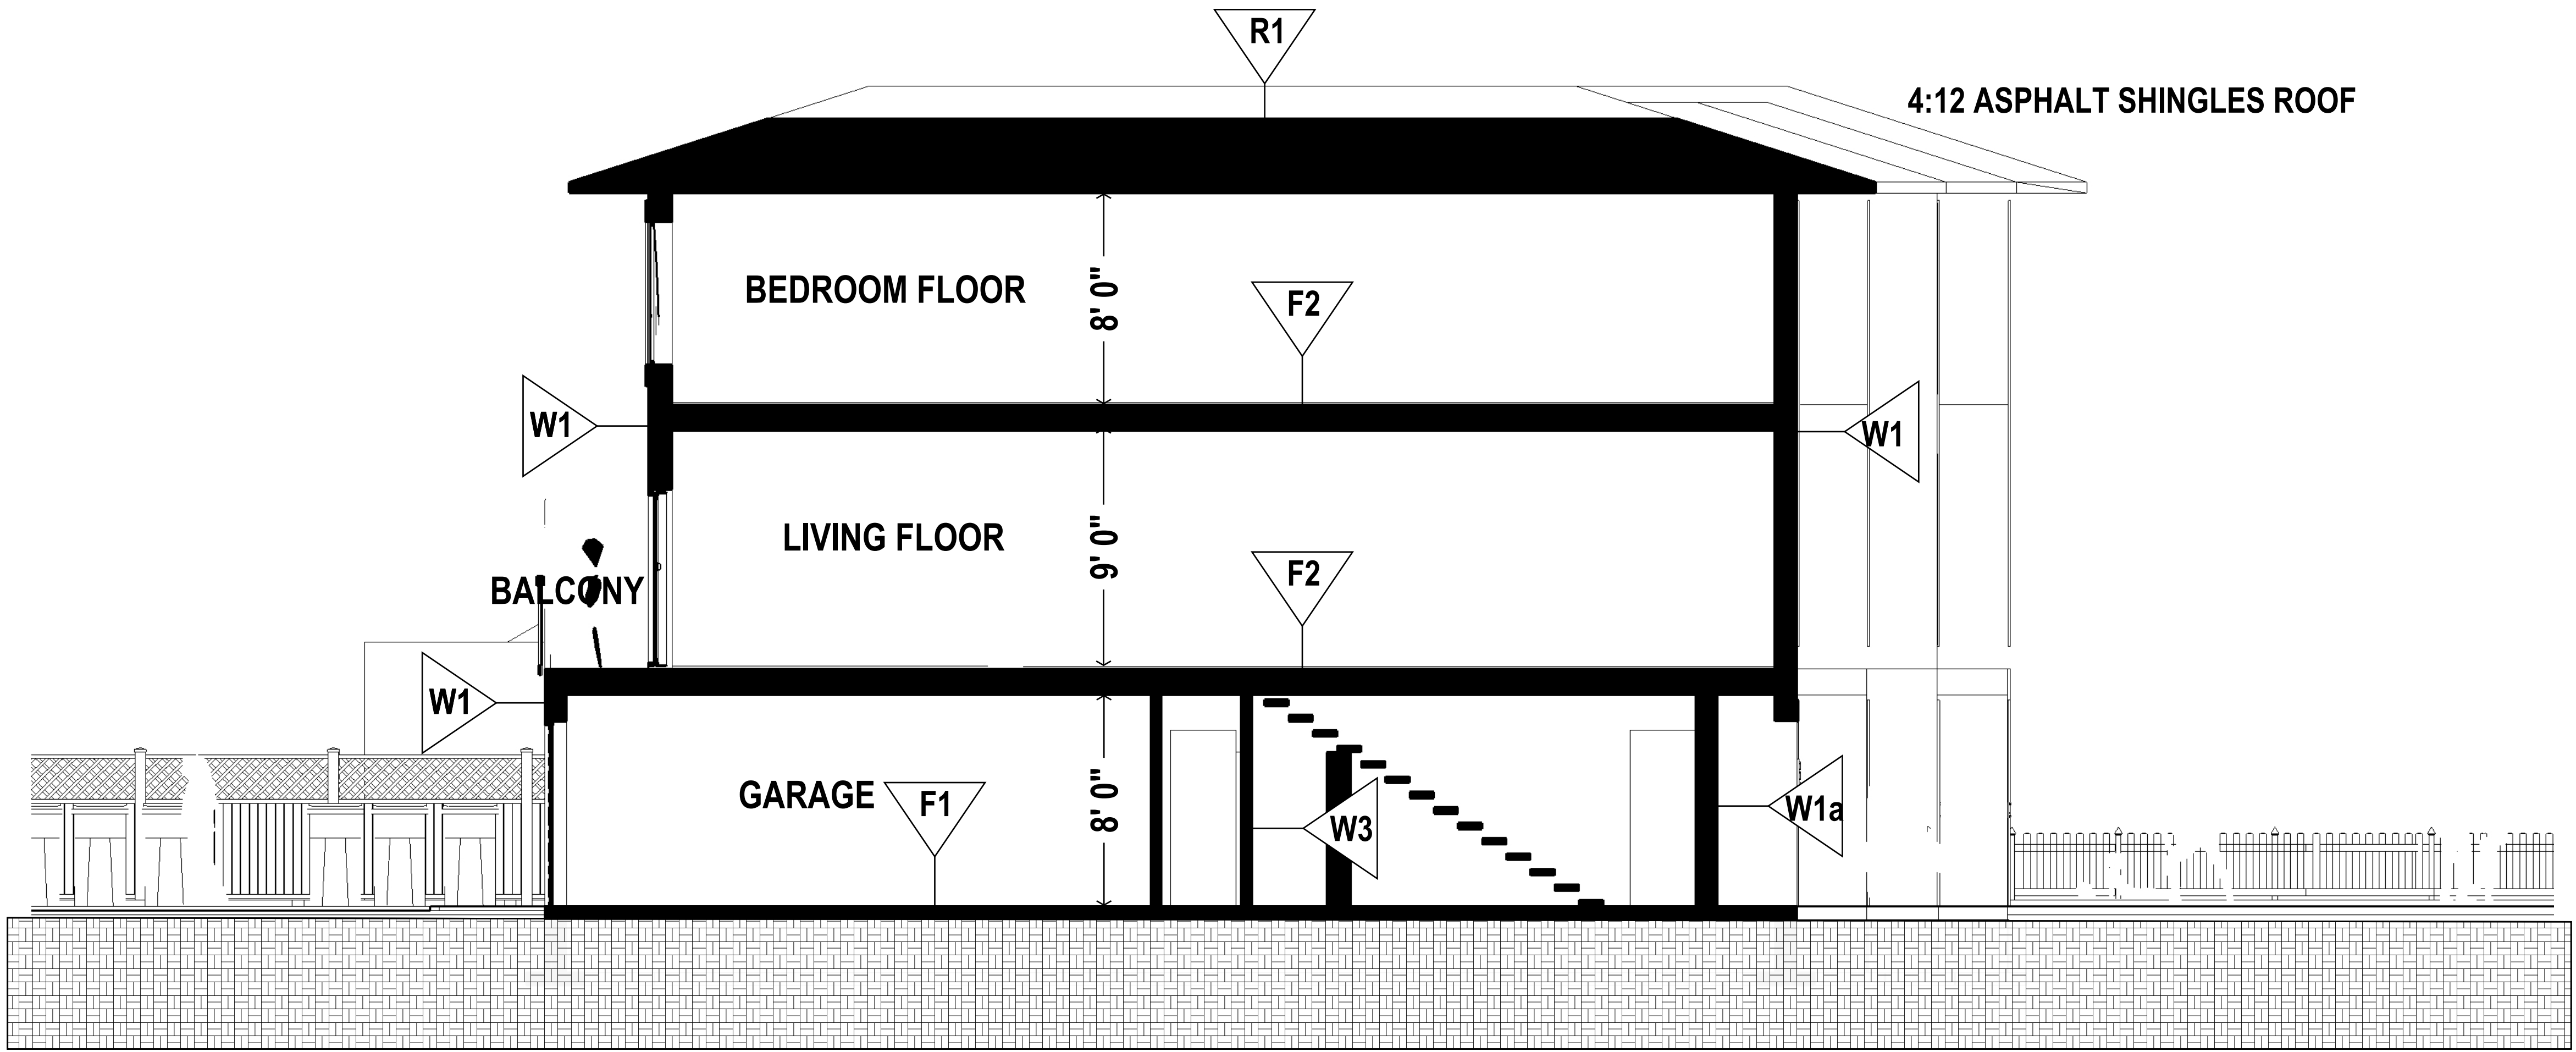 R1
4:12 ASPHALT SHINGLES ROOF
BEDROOM FLOOR
8' 0"
F2
W1
W1
LIVING FLOOR
9' 0"
F2
BALCONY
W1
GARAGE
F1
8' 0"
W3
W1a